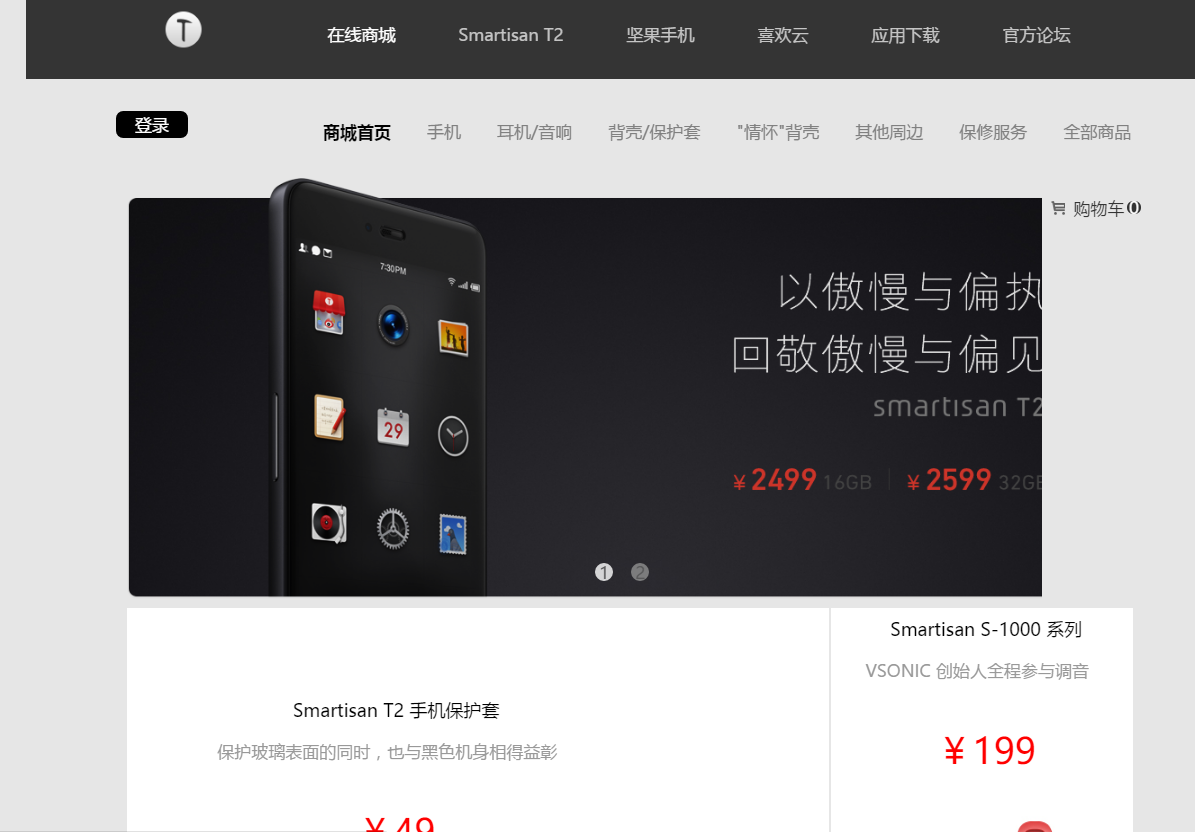 T
在线商城 Smartisan T2 坚果手机 喜欢云 应用下载 官方论坛
登录
商城首页 手机 耳机/音响 背壳/保护套 "情怀"背壳 其他周边 保修服务 全部商品
购物车(0)
7:30PM
以傲慢与偏执
回敬傲慢与偏见
smartisan T2
29
¥2499 16GB | ¥2599 32GB
1 2
Smartisan T2 手机保护套
保护玻璃表面的同时，也与黑色机身相得益彰
￥49
Smartisan S-1000 系列
VSONIC 创始人全程参与调音
￥199